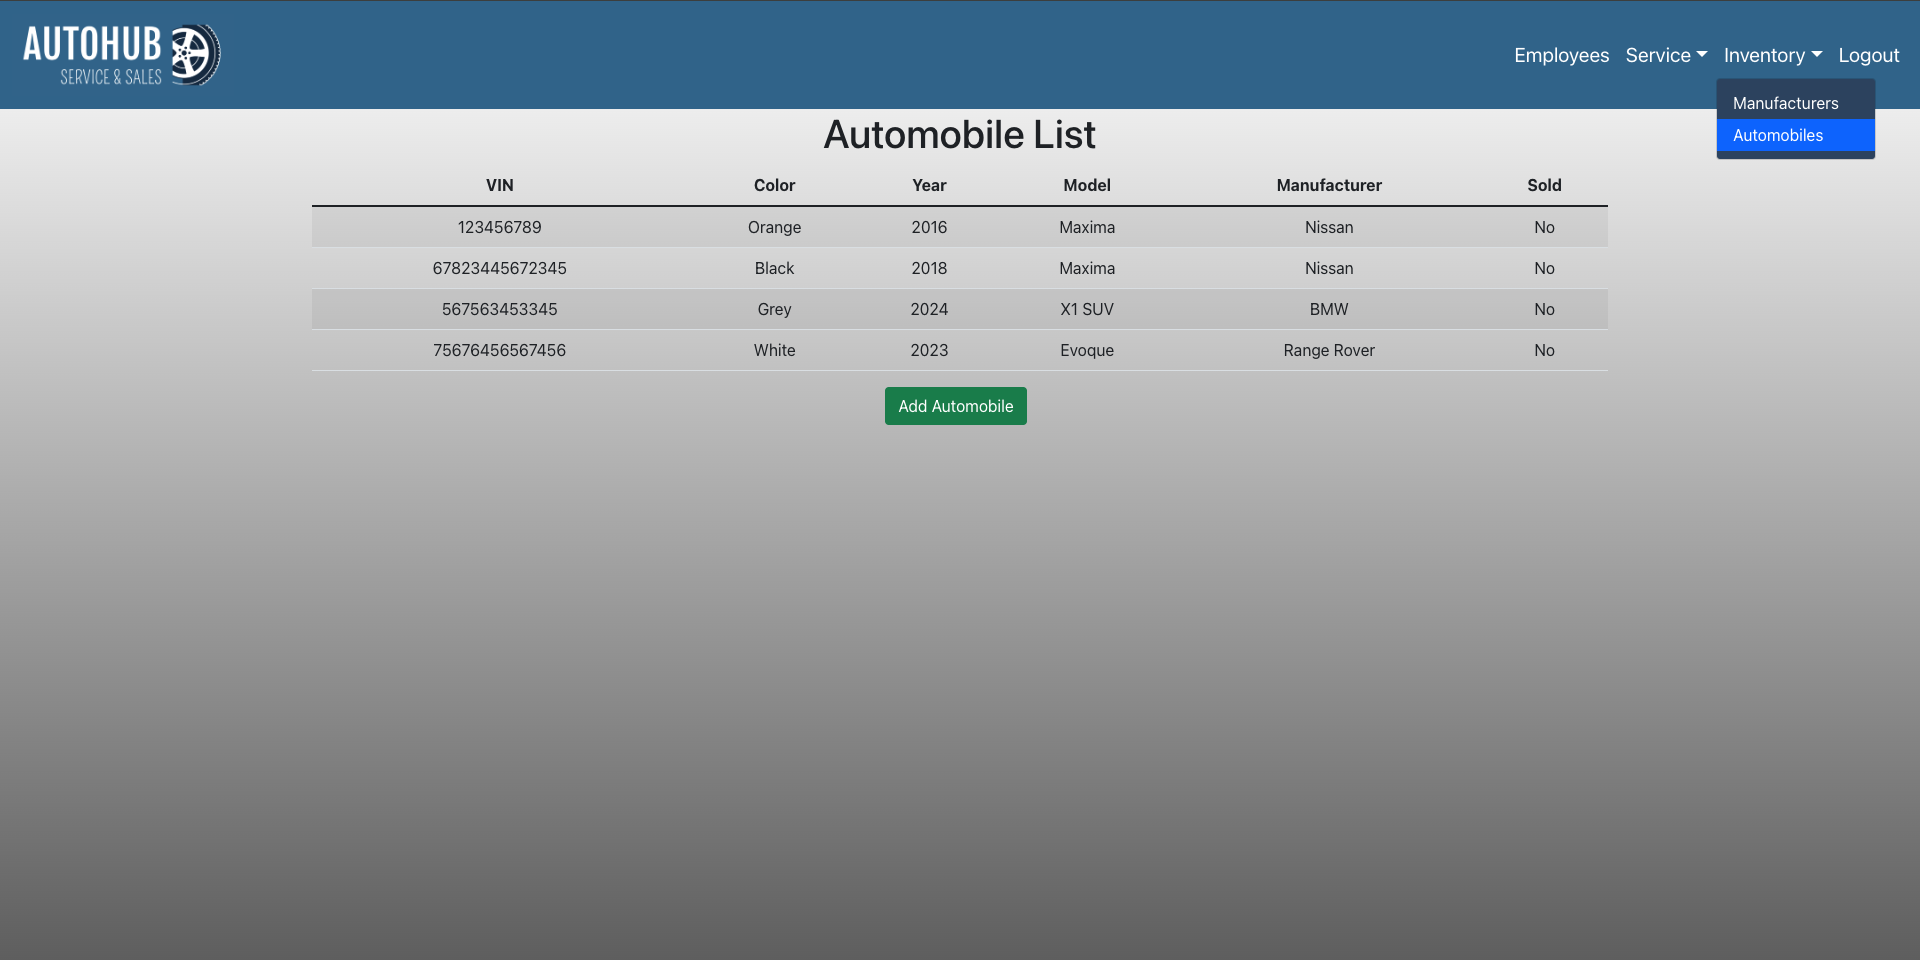 AUTOHUB
SERVICE & SALES
Employees Service Inventory Logout
Manufacturers
Automobiles
Automobile List
VIN Color Year Model Manufacturer Sold
123456789 Orange 2016 Maxima Nissan No
67823445672345 Black 2018 Maxima Nissan No
567563453345 Grey 2024 X1 SUV BMW No
75676456567456 White 2023 Evoque Range Rover No
Add Automobile